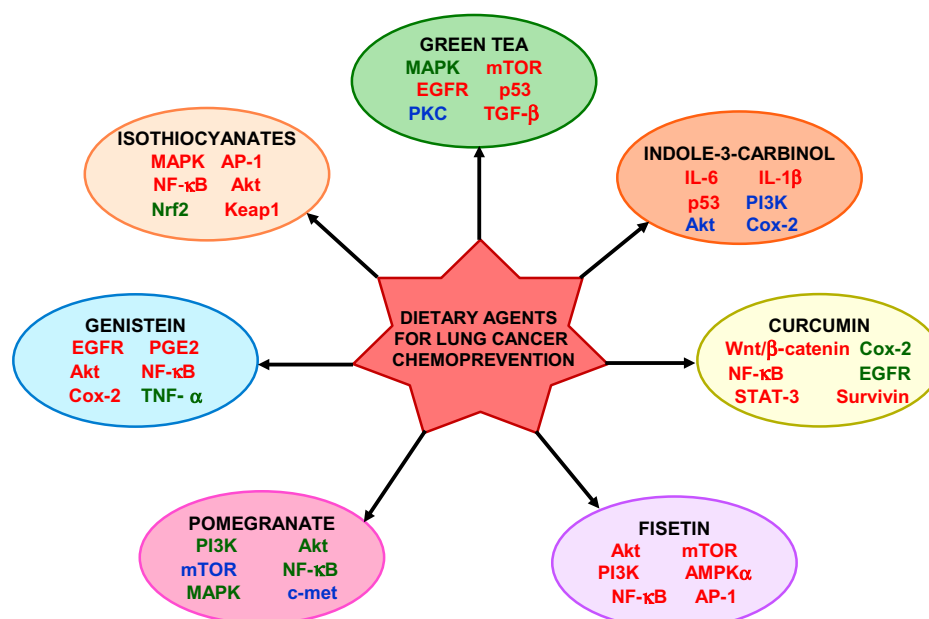 GREEN TEA
MAPK mTOR
EGFR p53
PKC TGF-β
ISOTHIOCYANATES
MAPK AP-1
NF-κB Akt
Nrf2 Keap1
INDOLE-3-CARBINOL
IL-6 IL-1β
p53 PI3K
Akt Cox-2
DIETARY AGENTS
FOR LUNG CANCER
CHEMOPREVENTION
GENISTEIN
EGFR PGE2
Akt NF-κB
Cox-2 TNF- α
CURCUMIN
Wnt/β-catenin Cox-2
NF-κB EGFR
STAT-3 Survivin
POMEGRANATE
PI3K Akt
mTOR NF-κB
MAPK c-met
FISETIN
Akt mTOR
PI3K AMPKα
NF-κB AP-1